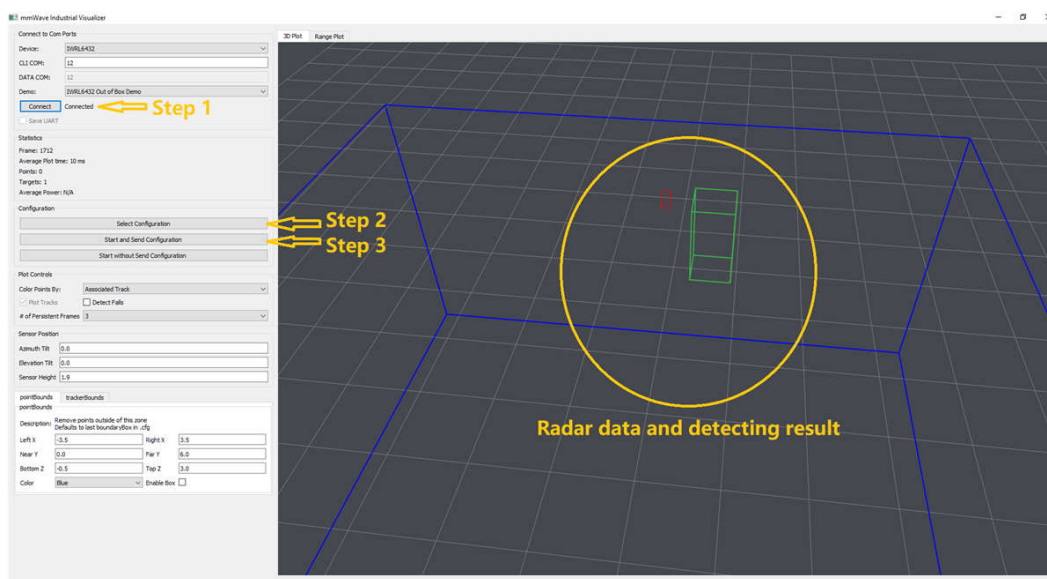 mmWave Industrial Visualizer
Connect to Com Ports
Device: IWRL6432
CLI COM: 12
DATA COM: 12
Demo: IWRL6432 Out of Box Demo
Connect Connected Step 1
Save UART
Statistics
Frame: 1712
Average Plot time: 10 ms
Points: 0
Targets: 1
Average Power: N/A
Configuration
Select Configuration Step 2
Start and Send Configuration Step 3
Start without Send Configuration
Plot Controls
Color Points By: Associated Track
Plot Tracks Detect Falls
# of Persistent Frames 3
Sensor Position
Azimuth Tilt 0.0
Elevation Tilt 0.0
Sensor Height 1.9
pointBounds trackerBounds
pointBounds
Description: Remove points outside of this zone
Defaults to last boundaryBox in .cfg
Left X -3.5 Right X 3.5
Near Y 0.0 Far Y 6.0
Bottom Z -0.5 Top Z 3.0
Color Blue Enable Box
3D Plot Range Plot
Radar data and detecting result